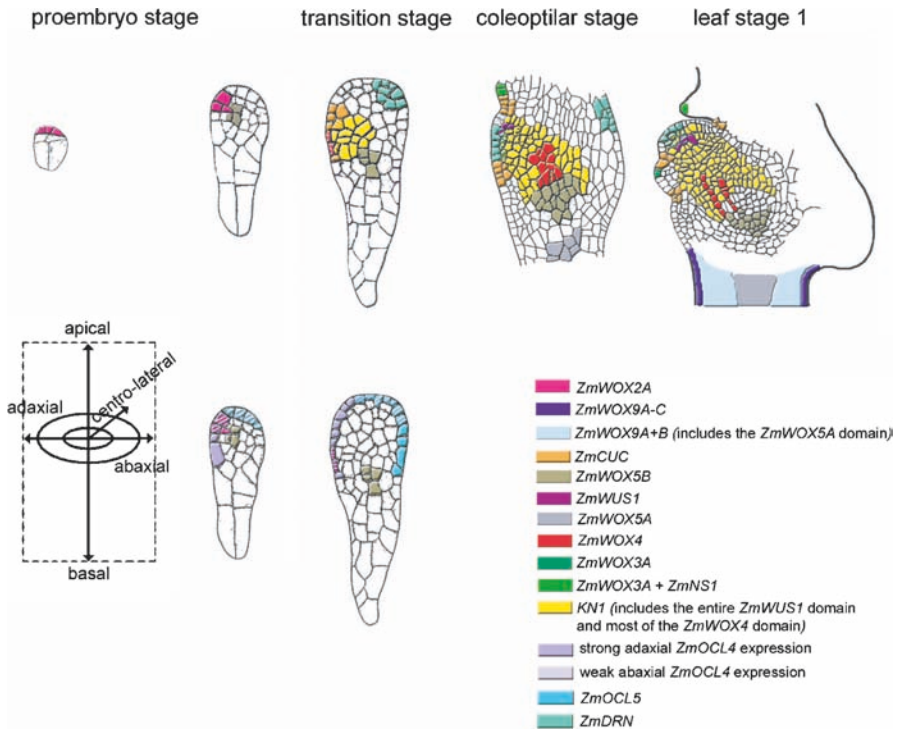 proembryo stage
transition stage
coleoptilar stage
leaf stage 1
apical
centro-lateral
adaxial
abaxial
basal
ZmWOX2A
ZmWOX9A-C
ZmWOX9A+B (includes the ZmWOX5A domain)
ZmCUC
ZmWOX5B
ZmWUS1
ZmWOX5A
ZmWOX4
ZmWOX3A
ZmWOX3A + ZmNS1
KN1 (includes the entire ZmWUS1 domain
and most of the ZmWOX4 domain)
strong adaxial ZmOCL4 expression
weak abaxial ZmOCL4 expression
ZmOCL5
ZmDRN